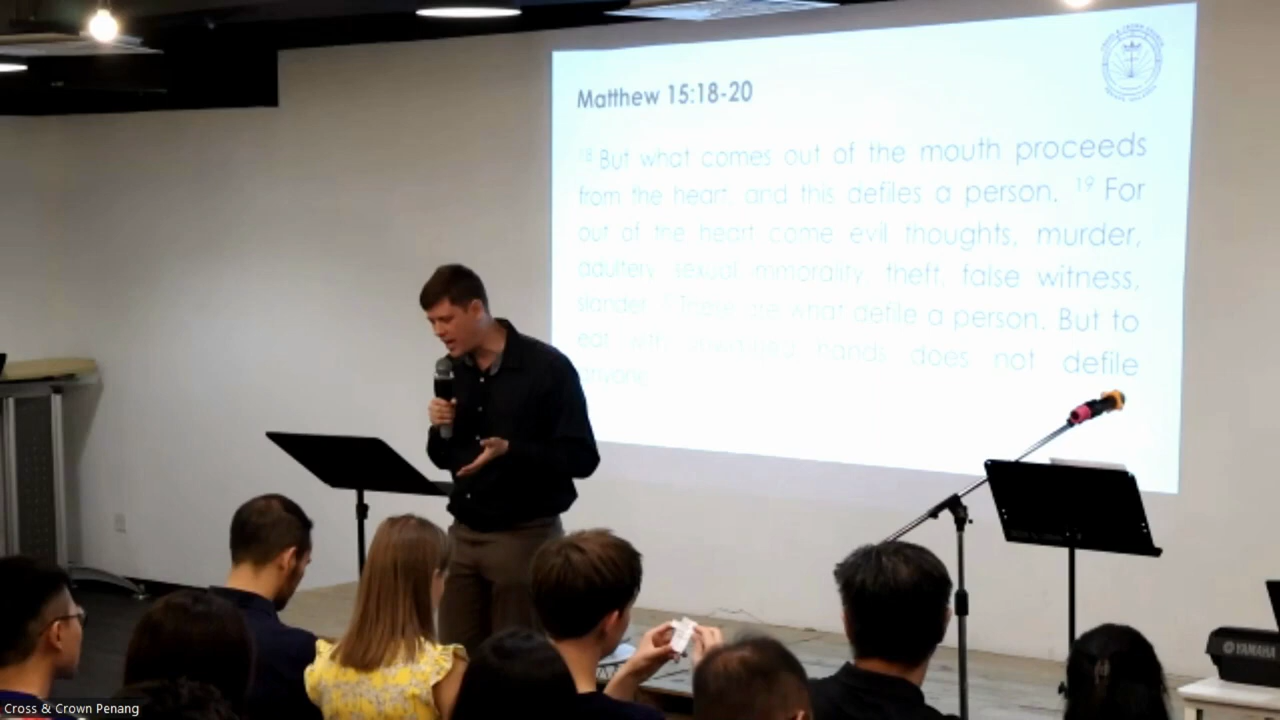 Matthew 15:18-20
18 But what comes out of the mouth proceeds
from the heart, and this defiles a person. 19 For
out of the heart come evil thoughts, murder,
adultery, sexual immorality, theft, false witness,
slander. These are what defile a person. But to
eat with hands does not defile
anyone.
YAMAHA
Cross & Crown Penang